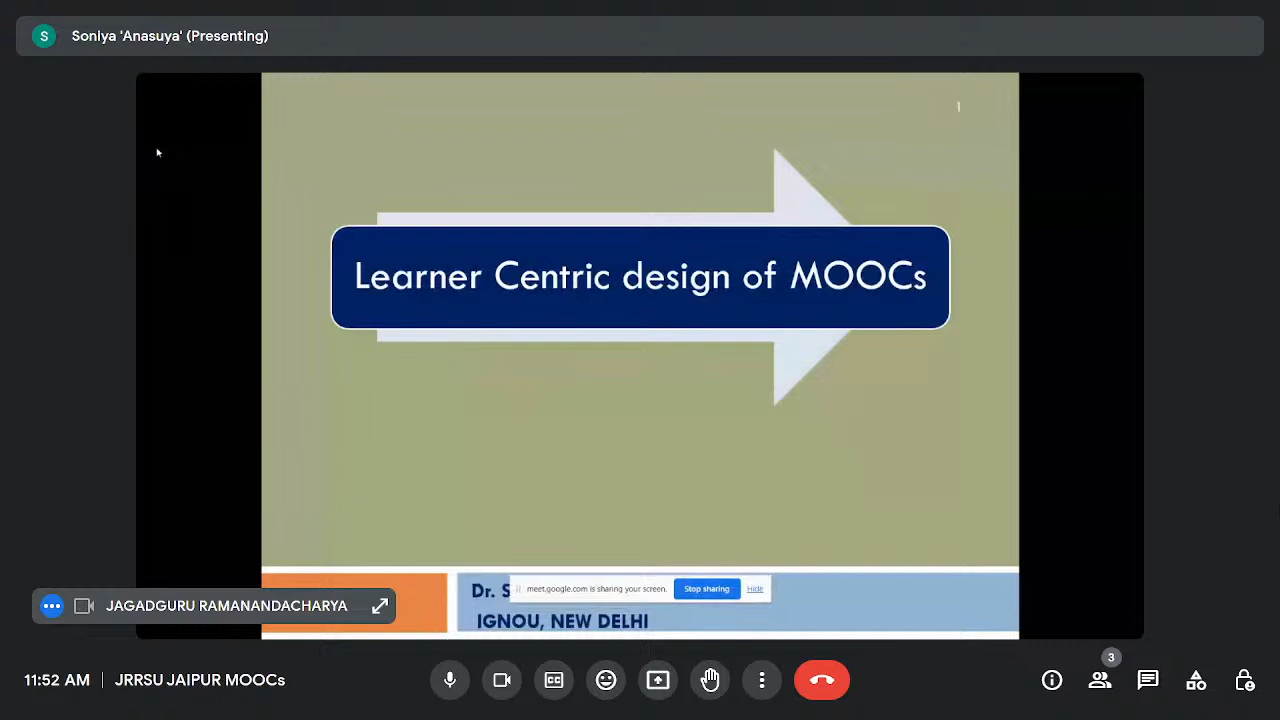 S
Soniya 'Anasuya' (Presenting)
1
Learner Centric design of MOOCs
Dr. S
meet.google.com is sharing your screen.
Stop sharing
Hide
IGNOU, NEW DELHI
JAGADGURU RAMANANDACHARYA
11:52 AM
JRRSU JAIPUR MOOCs
CC
3